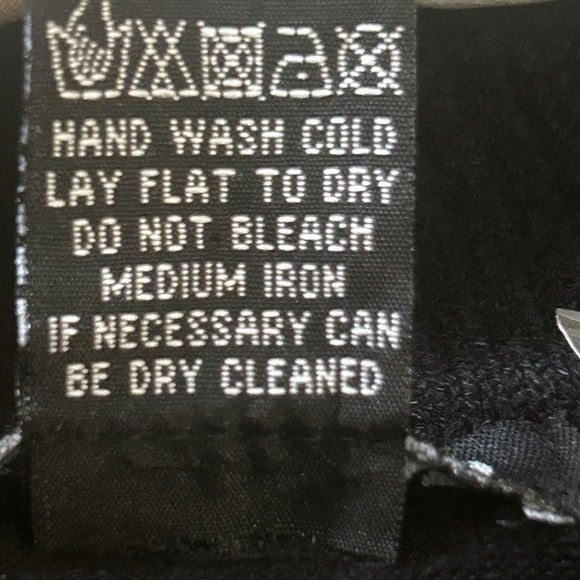 HAND WASH COLD
LAY FLAT TO DRY
DO NOT BLEACH
MEDIUM IRON
IF NECESSARY CAN
BE DRY CLEANED